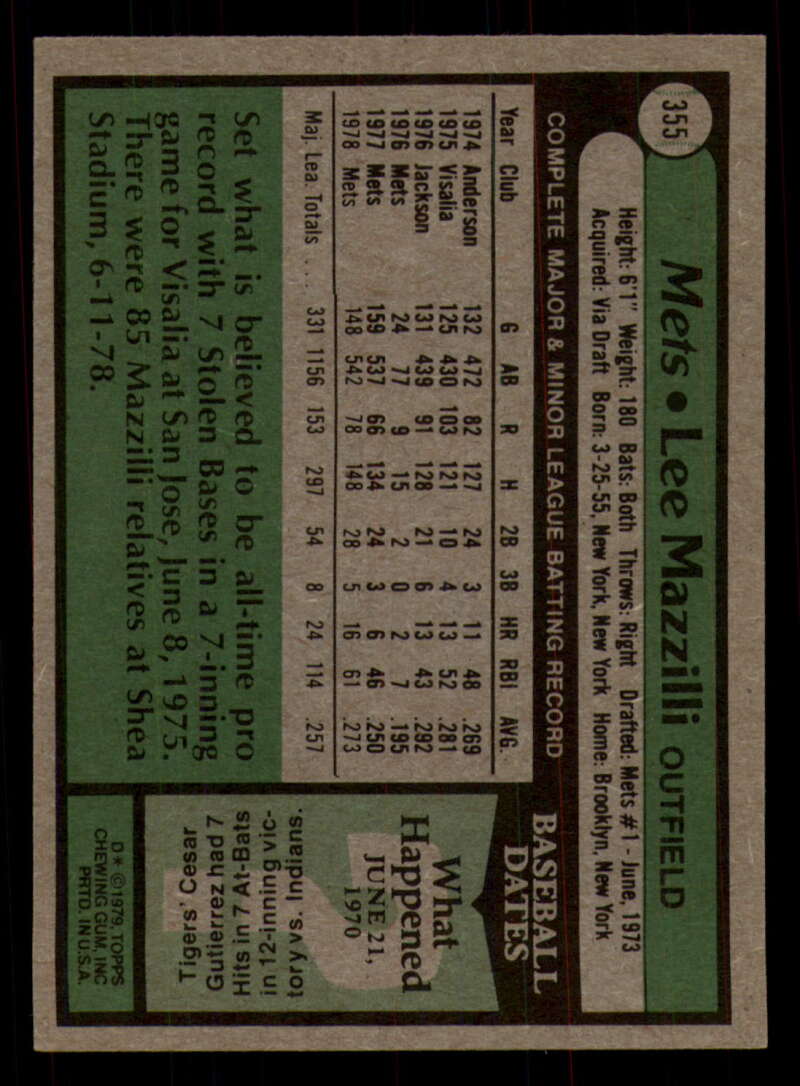 355
Mets • Lee Mazzilli OUTFIELD
Height: 6'1" Weight: 180 Bats: Both Throws: Right Drafted: Mets #1 - June, 1973
Acquired: Via Draft Born: 3-25-55, New York, New York Home: Brooklyn, New York
COMPLETE MAJOR & MINOR LEAGUE BATTING RECORD
Year Club G AB R H 2B 3B HR RBI AVG.
1974 Anderson 132 472 82 127 24 3 11 48 .269
1975 Visalia 125 430 103 121 10 4 13 52 .281
1976 Jackson 131 439 91 128 21 6 13 43 .292
1976 Mets 24 77 9 15 2 0 2 7 .195
1977 Mets 159 537 66 134 24 3 6 46 .250
1978 Mets 148 542 78 148 28 5 16 61 .273
Maj. Lea. Totals . . . 331 1156 153 297 54 8 24 114 .257
Set what is believed to be all-time pro
record with 7 Stolen Bases in a 7-inning
game for Visalia at San Jose, June 8, 1975.
There were 85 Mazzilli relatives at Shea
Stadium, 6-11-78.
BASEBALL
DATES
What
Happened
JUNE 21,
1970
Tigers' Cesar
Gutierrez had 7
Hits in 7 At-Bats
in 12-inning vic-
tory vs. Indians.
D* ©1979, TOPPS
CHEWING GUM, INC
PRTD. IN U.S.A.